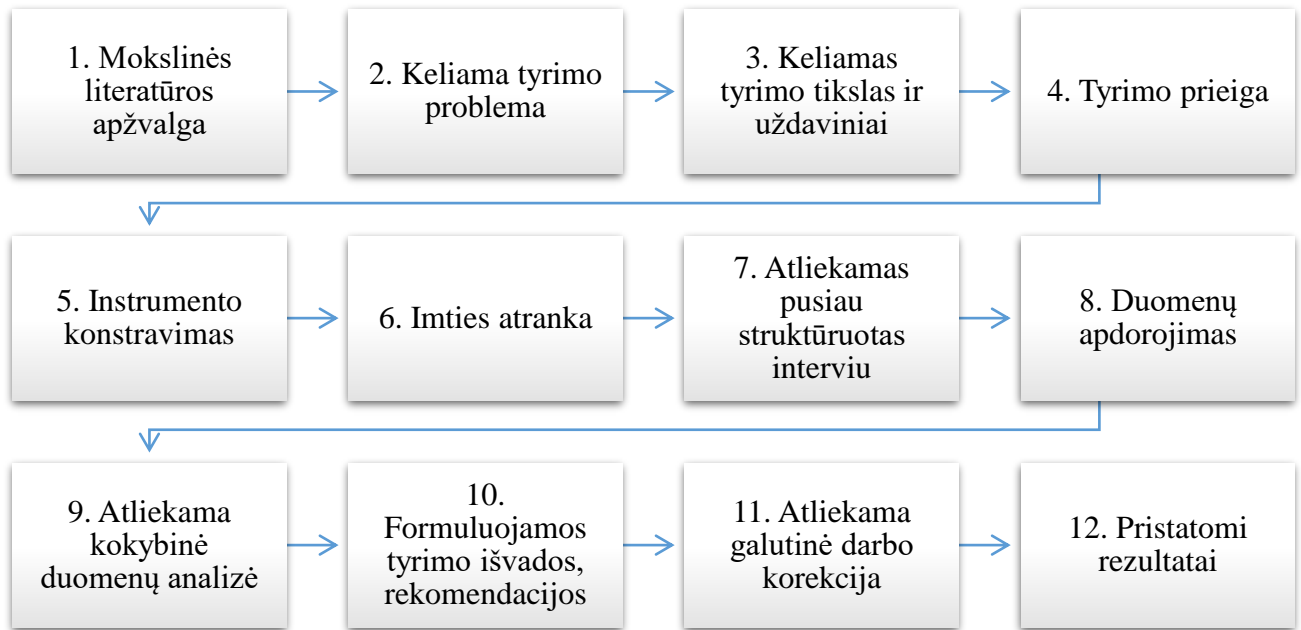 1. Mokslinės
literatūros
apžvalga
2. Keliama tyrimo
problema
3. Keliamas
tyrimo tikslas ir
uždaviniai
4. Tyrimo prieiga
5. Instrumento
konstravimas
6. Imties atranka
7. Atliekamas
pusiau
struktūruotas
interviu
8. Duomenų
apdorojimas
9. Atliekama
kokybinė
duomenų analizė
10.
Formuluojamos
tyrimo išvados,
rekomendacijos
11. Atliekama
galutinė darbo
korekcija
12. Pristatomi
rezultatai